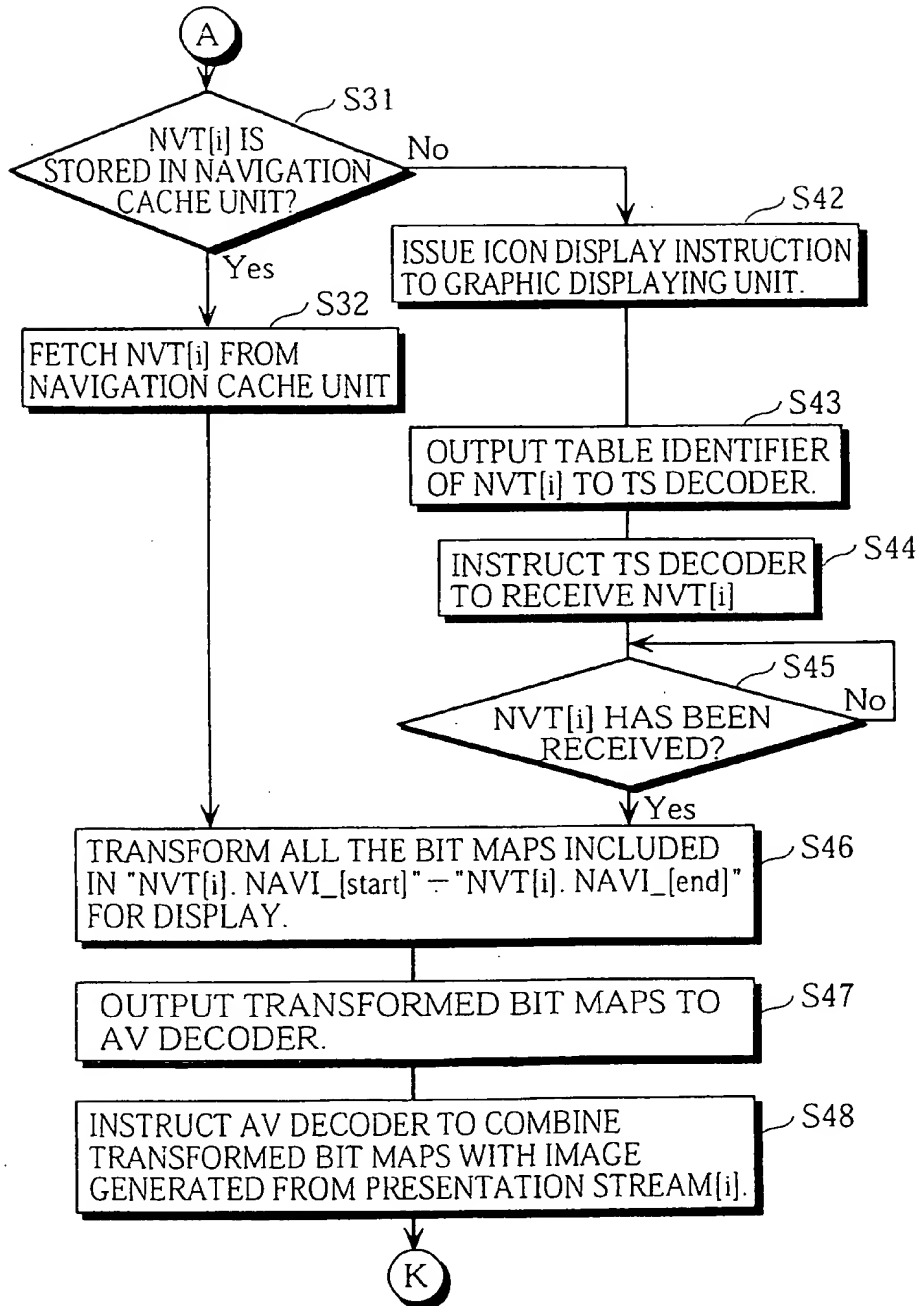 A
S31
NVT[i] IS
STORED IN NAVIGATION
CACHE UNIT?
No
Yes
S42
ISSUE ICON DISPLAY INSTRUCTION
TO GRAPHIC DISPLAYING UNIT.
S32
FETCH NVT[i] FROM
NAVIGATION CACHE UNIT
S43
OUTPUT TABLE IDENTIFIER
OF NVT[i] TO TS DECODER.
S44
INSTRUCT TS DECODER
TO RECEIVE NVT[i]
S45
No
NVT[i] HAS BEEN
RECEIVED?
Yes
S46
TRANSFORM ALL THE BIT MAPS INCLUDED
IN "NVT[i]. NAVI_[start]" – "NVT[i]. NAVI_[end]"
FOR DISPLAY.
S47
OUTPUT TRANSFORMED BIT MAPS TO
AV DECODER.
S48
INSTRUCT AV DECODER TO COMBINE
TRANSFORMED BIT MAPS WITH IMAGE
GENERATED FROM PRESENTATION STREAM[i].
K